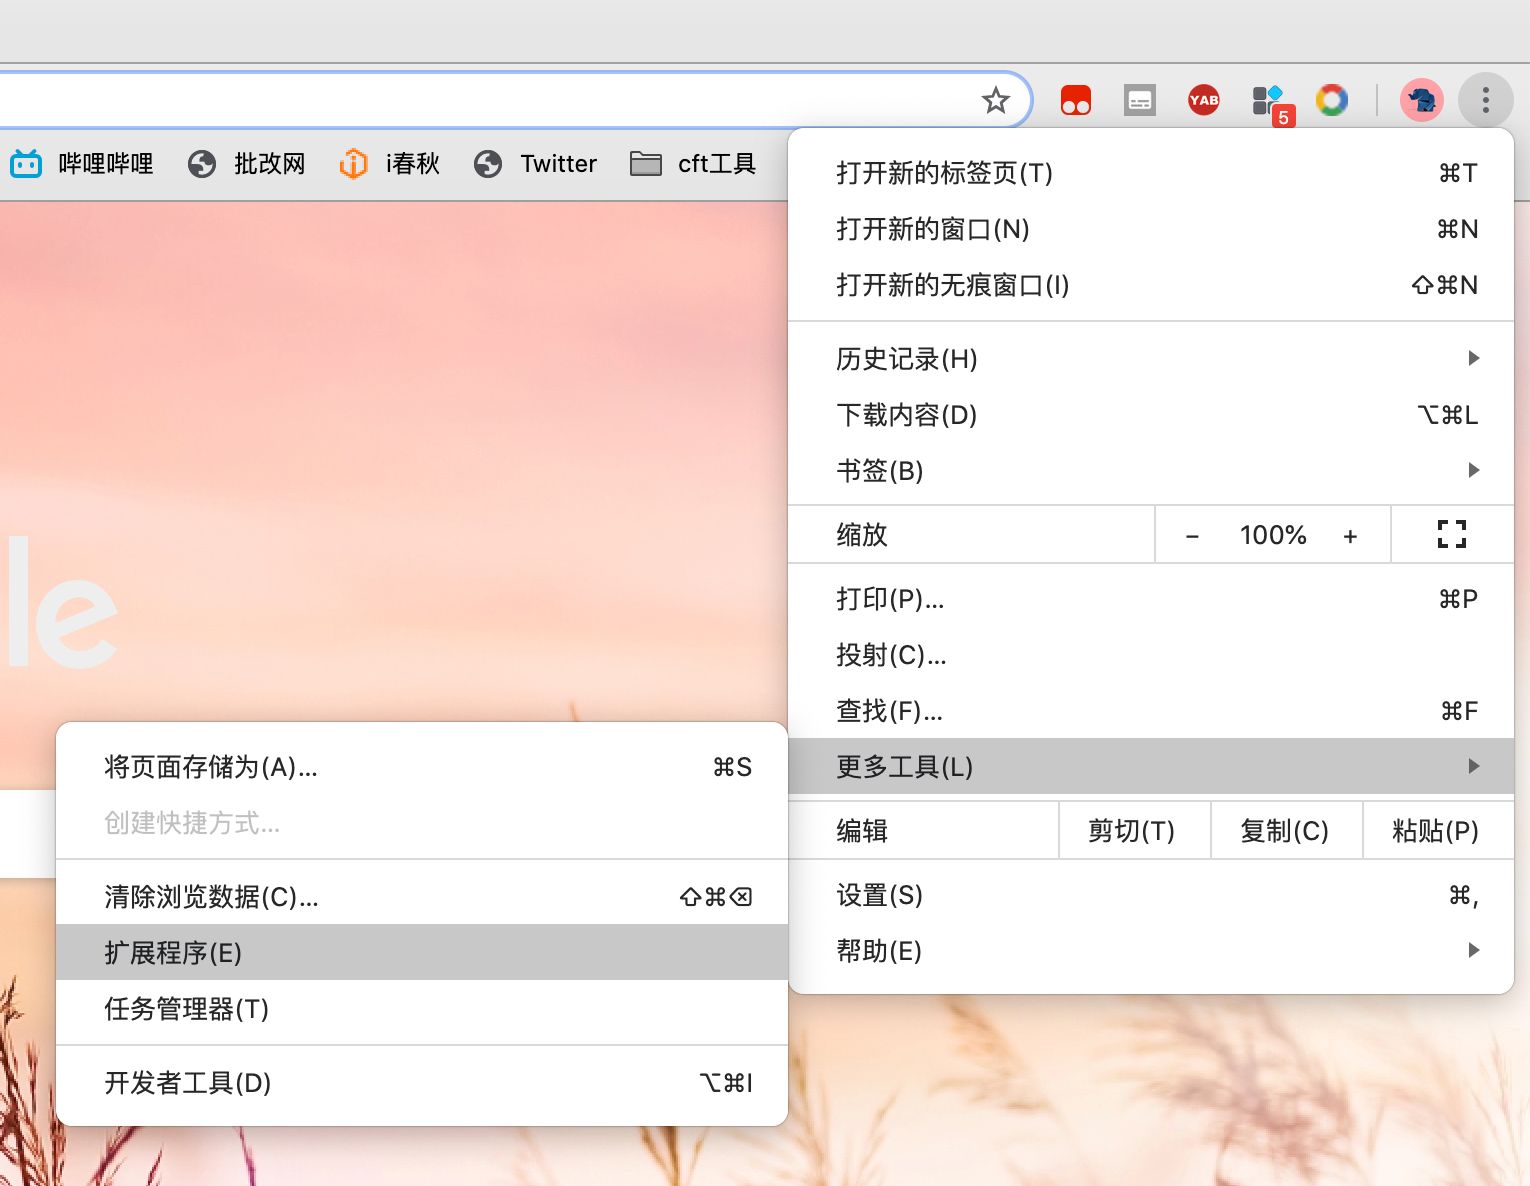 YAB
5
哔哩哔哩 批改网 i春秋 Twitter cft工具
打开新的标签页(T) ⌘T
打开新的窗口(N) ⌘N
打开新的无痕窗口(I) ⇧⌘N
历史记录(H)
下载内容(D) ⌥⌘L
书签(B)
缩放 − 100% +
打印(P)... ⌘P
投射(C)...
查找(F)... ⌘F
更多工具(L)
编辑 剪切(T) 复制(C) 粘贴(P)
设置(S) ⌘,
帮助(E)
le
将页面存储为(A)... ⌘S
创建快捷方式...
清除浏览数据(C)... ⇧⌘⌫
扩展程序(E)
任务管理器(T)
开发者工具(D) ⌥⌘I